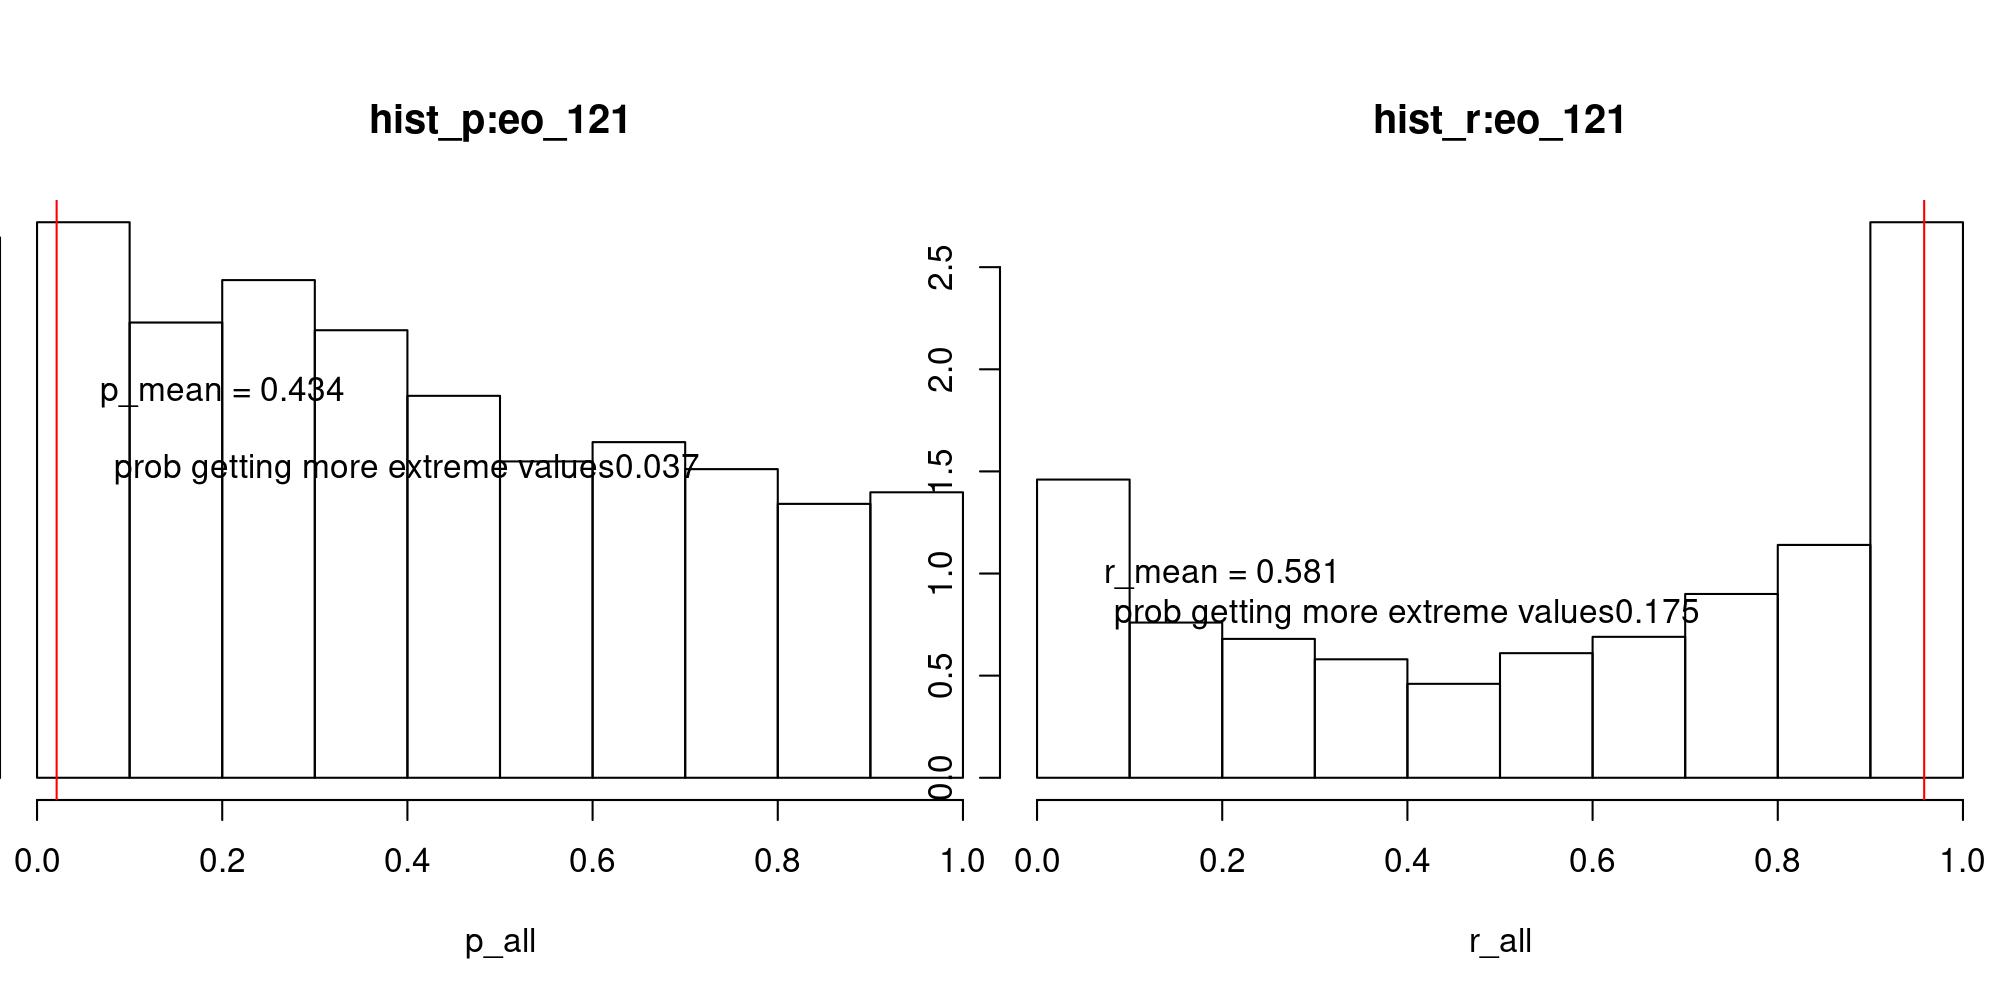 hist_p:eo_121
p_mean = 0.434
prob getting more extreme values0.037
0.0 0.2 0.4 0.6 0.8 1.0
p_all
hist_r:eo_121
2.5
2.0
1.5
1.0
0.5
0.0
r_mean = 0.581
prob getting more extreme values0.175
0.0 0.2 0.4 0.6 0.8 1.0
r_all